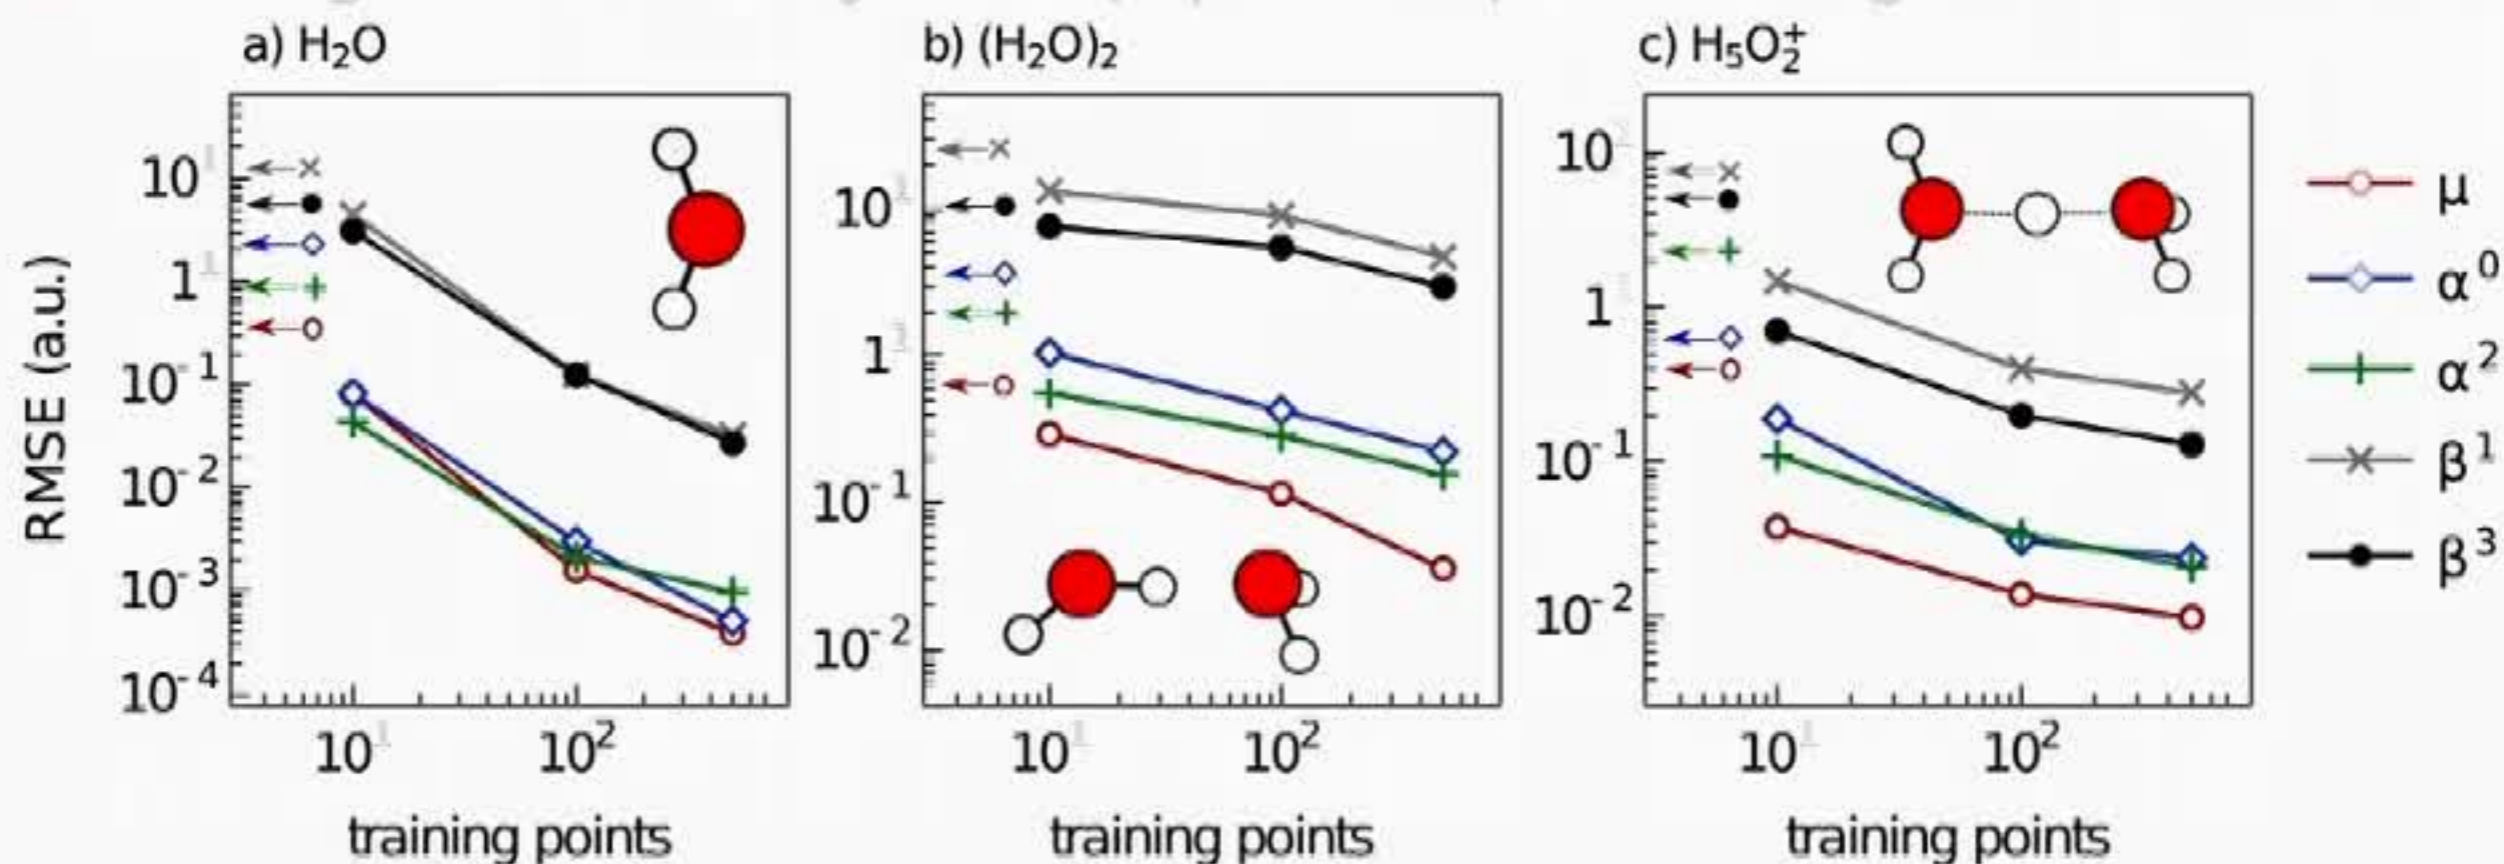 a) H₂O
b) (H₂O)₂
c) H₅O₂⁺
RMSE (a.u.)
10¹
1
10⁻¹
10⁻²
10⁻³
10⁻⁴
10¹
10²
training points
10¹
1
10⁻¹
10⁻²
10¹
10²
training points
10
1
10⁻¹
10⁻²
10¹
10²
training points
μ
α⁰
α²
β¹
β³